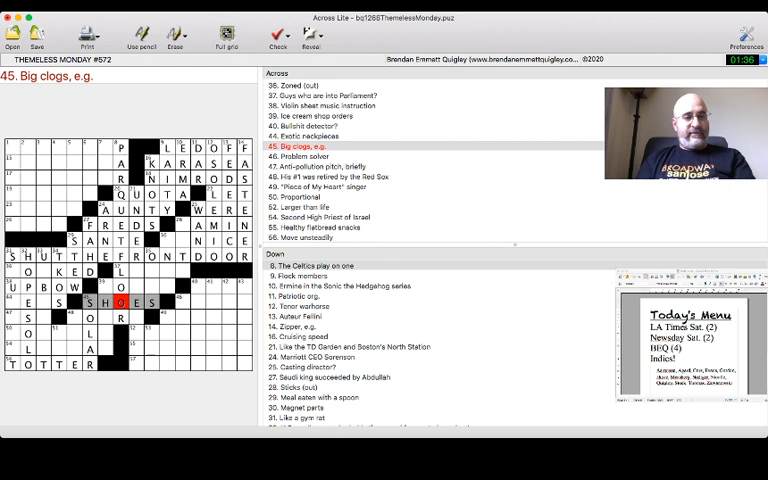 Across Lite - bq1266ThemelessMonday.puz
Open
Save
Print
Use pencil
Erase
Full grid
Check
Reveal
Preferences
THEMELESS MONDAY #572
Brendan Emmett Quigley (www.brendanemmettquigley.co... ©2020
01:36
45. Big clogs, e.g.
Across
36. Zoned (out)
37. Guys who are into Parliament?
38. Violin sheet music instruction
39. Ice cream shop orders
40. Bullshit detector?
44. Exotic neckpieces
45. Big clogs, e.g.
46. Problem solver
47. Anti-pollution pitch, briefly
48. His #1 was retired by the Red Sox
49. "Piece of My Heart" singer
50. Proportional
52. Larger than life
54. Second High Priest of Israel
55. Healthy flatbread snacks
56. Move unsteadily
Down
8. The Celtics play on one
9. Flock members
10. Ermine in the Sonic the Hedgehog series
11. Patriotic org.
12. Tenor warhorse
13. Auteur Fellini
14. Zipper, e.g.
16. Cruising speed
21. Like the TD Garden and Boston's North Station
24. Marriott CEO Sorenson
25. Casting director?
27. Saudi king succeeded by Abdullah
28. Sticks (out)
29. Meal eaten with a spoon
30. Magnet parts
31. Like a gym rat
P LEDOFF
A KARASEA
R NIMRODS
QUOTA LET
AUNTY WERE
FREDS AMIN
SANTE NICE
SHUTTHEFRONTDOOR
O KED L
UPBOW O
E S SHOES
S O O R
O L
L A
TOTTER
BROADWAY
sanJose
Today's Menu
LA Times Sat. (2)
Newsday Sat. (2)
BEQ (4)
Indies!